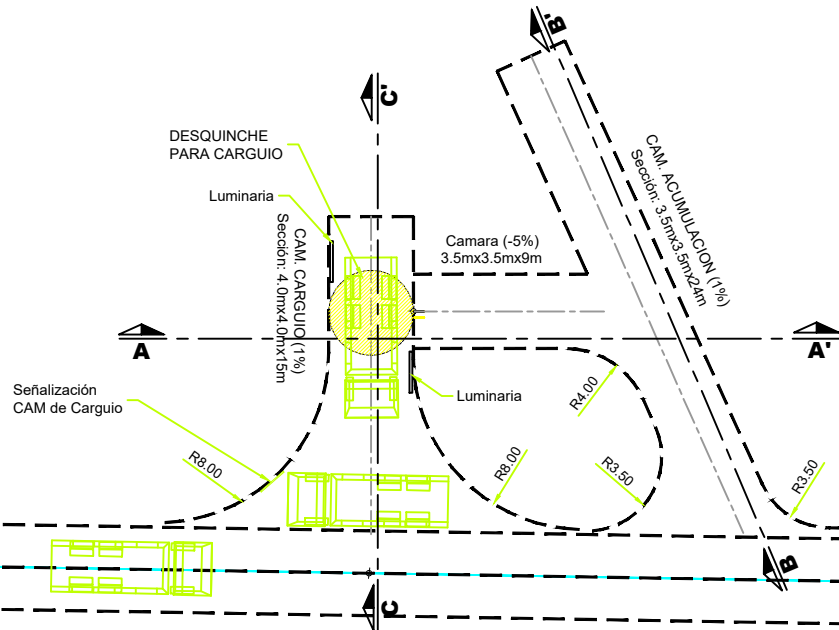 B'
C'
DESQUINCHE
PARA CARGUIO
Luminaria
CAM. ACUMULACION (1%)
Sección: 3.5mx3.5mx24m
CAM. CARGUIO (1%)
Sección: 4.0mx4.0mx15m
Camara (-5%)
3.5mx3.5mx9m
A
A'
Señalización
CAM de Carguio
Luminaria
R4.00
R8.00
R8.00
R3.50
R3.50
B
C